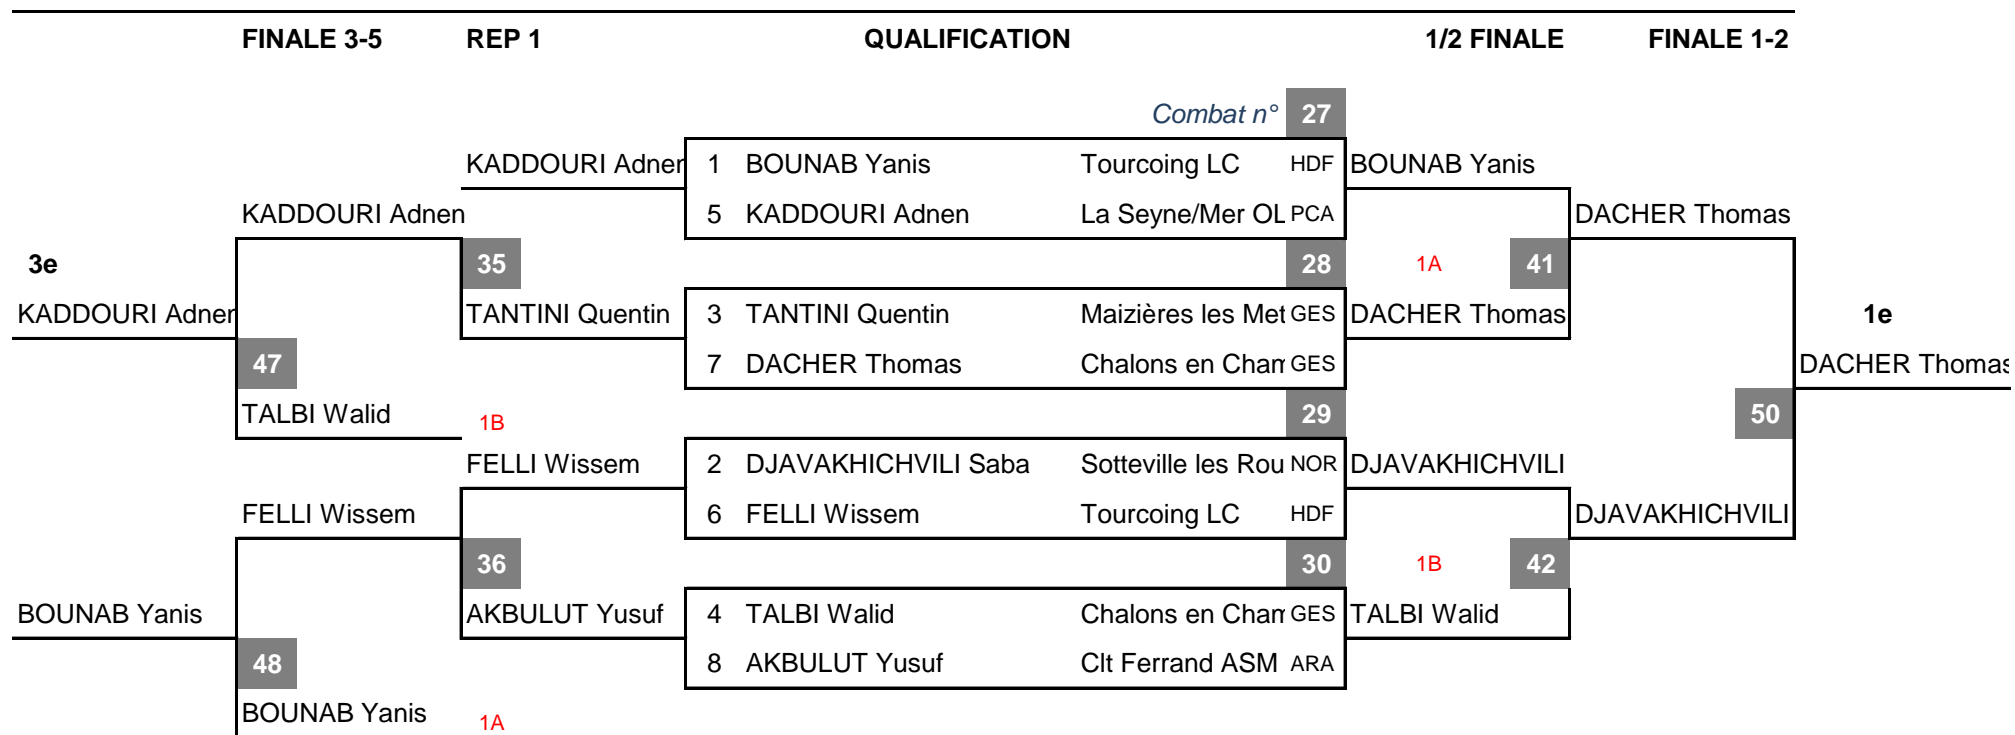 FINALE 3-5 REP 1 QUALIFICATION 1/2 FINALE FINALE 1-2
Combat n° 27
KADDOURI Adnen 1 BOUNAB Yanis Tourcoing LC HDF BOUNAB Yanis
KADDOURI Adnen 5 KADDOURI Adnen La Seyne/Mer OL PCA DACHER Thomas
3e 35 28 1A 41
KADDOURI Adnen TANTINI Quentin 3 TANTINI Quentin Maizières les Met GES DACHER Thomas 1e
47 7 DACHER Thomas Chalons en Cham GES DACHER Thomas
TALBI Walid 1B 29 50
FELLI Wissem 2 DJAVAKHICHVILI Saba Sotteville les Rou NOR DJAVAKHICHVILI
FELLI Wissem 6 FELLI Wissem Tourcoing LC HDF DJAVAKHICHVILI
36 30 1B 42
BOUNAB Yanis AKBULUT Yusuf 4 TALBI Walid Chalons en Cham GES TALBI Walid
48 8 AKBULUT Yusuf Clt Ferrand ASM ARA
BOUNAB Yanis 1A